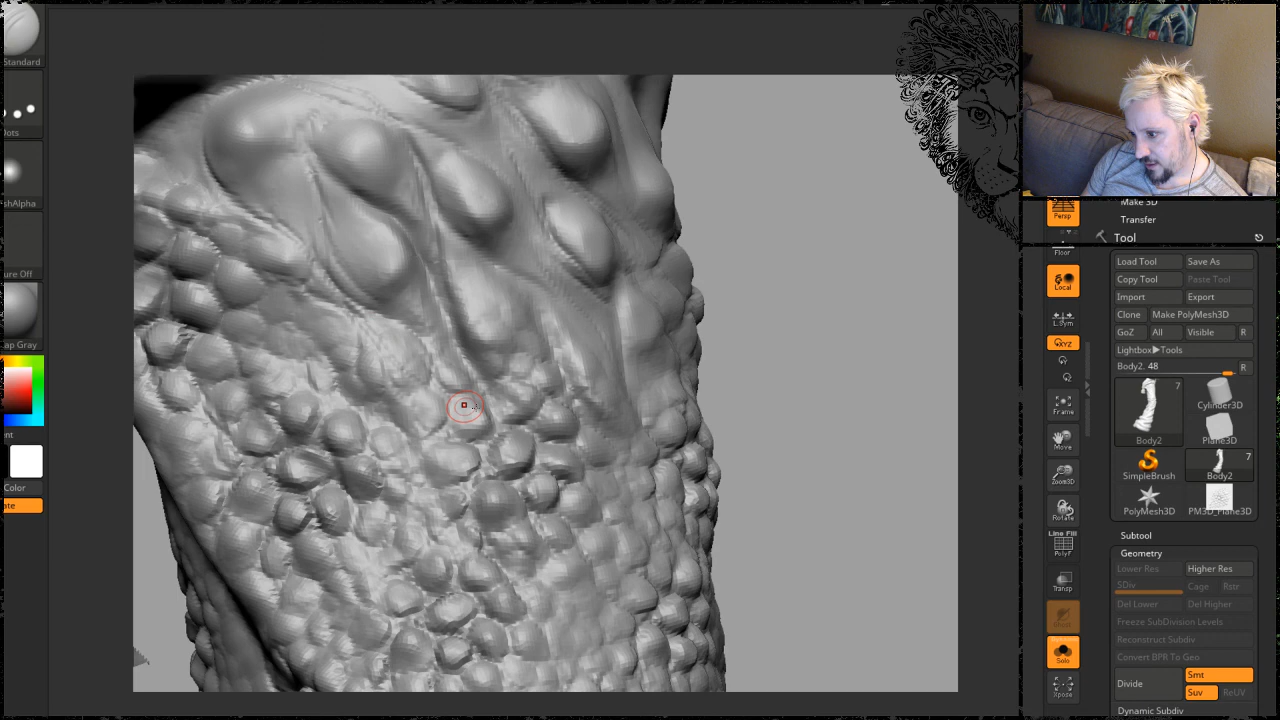 Standard
Dots
ure Off
ap Gray
Color
Persp
Floor
Local
L.Sym
XYZ
Frame
Move
Zoom3D
Rotate
Line Fill
PolyF
Transp
Solo
Xpose
Make 3D
Transfer
Tool
Load Tool Save As
Copy Tool Paste Tool
Import Export
Clone Make PolyMesh3D
GoZ All Visible R
Lightbox▶Tools
Body2. 48 R
7
Cylinder3D
Body2 Plane3D
7
SimpleBrush Body2
PolyMesh3D PM3D_Plane3D
Subtool
Geometry
Lower Res Higher Res
SDiv Cage Rstr
Del Lower Del Higher
Freeze SubDivision Levels
Reconstruct Subdiv
Convert BPR To Geo
Divide Smt
Suv ReUV
Dynamic Subdiv